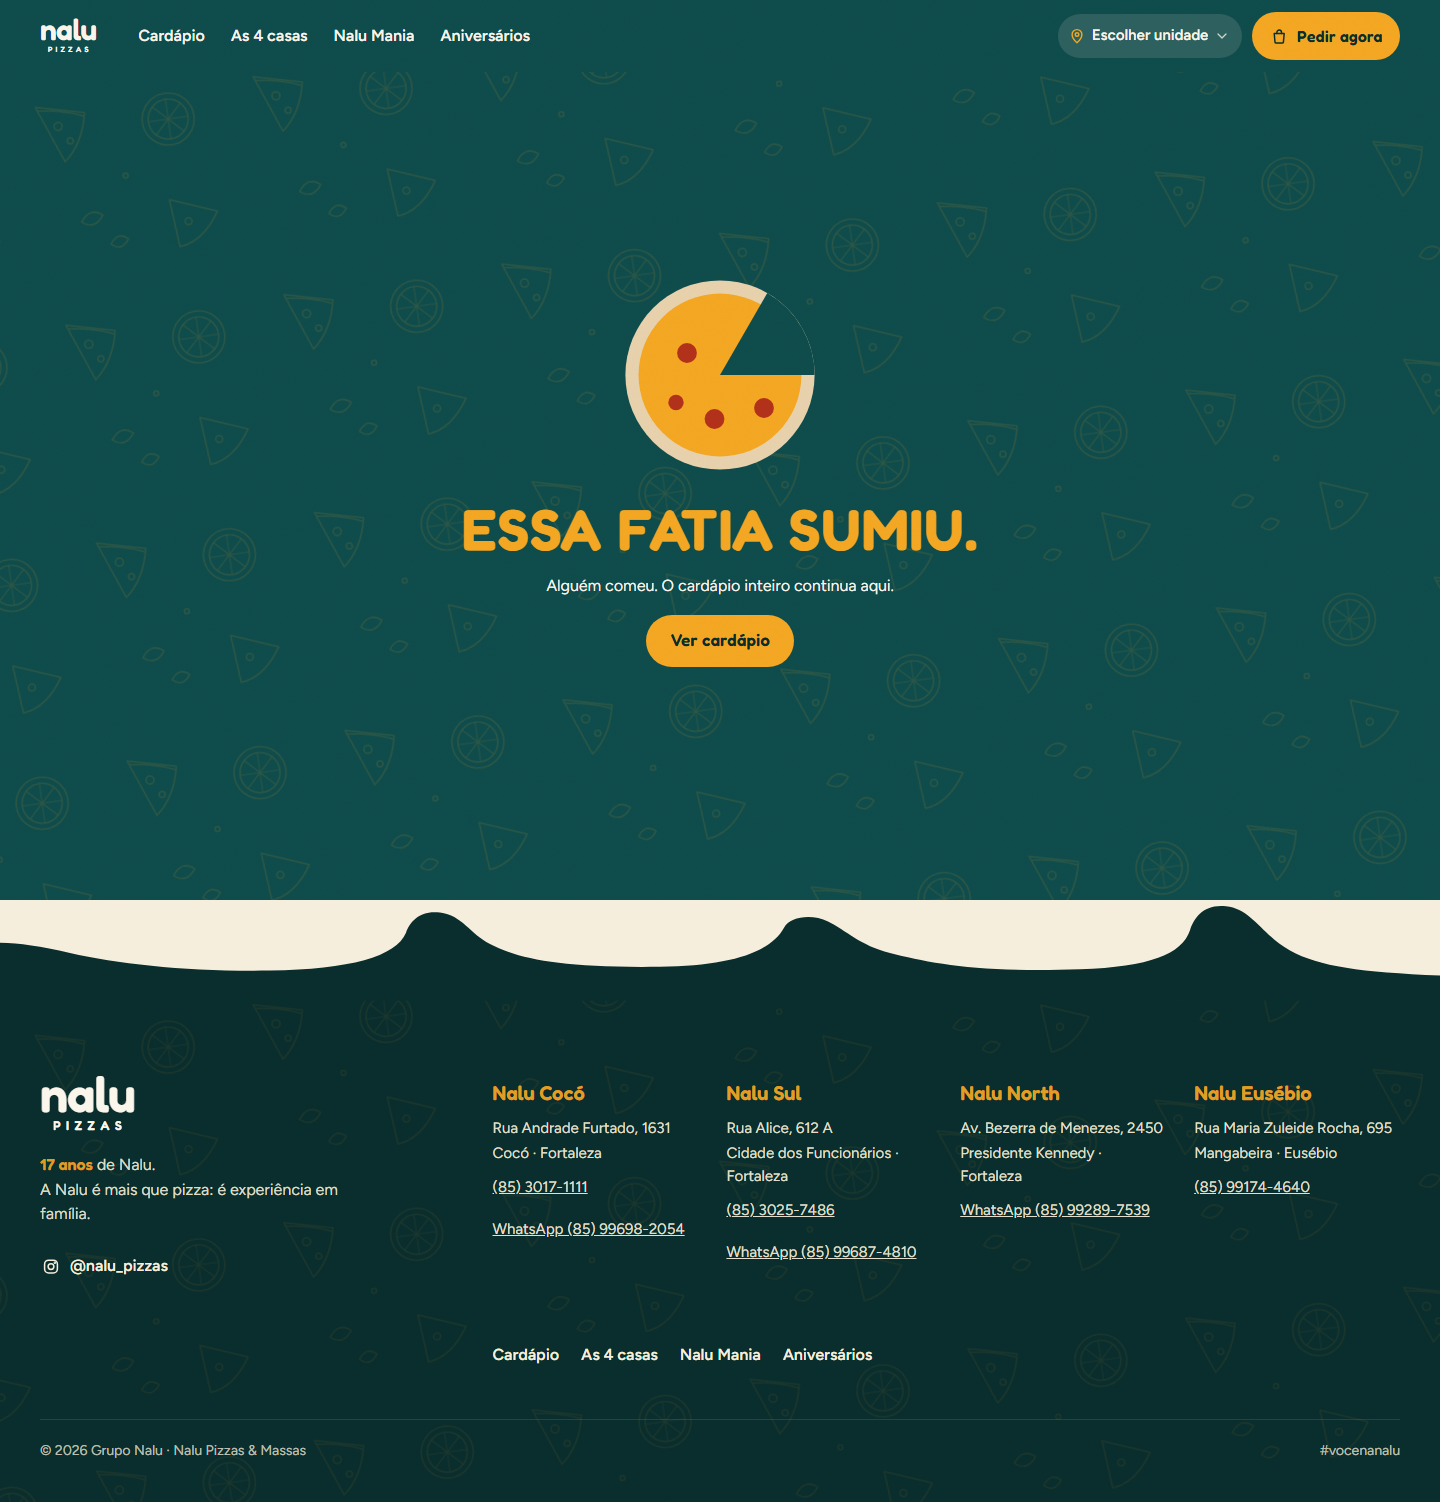 nalu
PIZZAS
Cardápio
As 4 casas
Nalu Mania
Aniversários
Escolher unidade
Pedir agora
ESSA FATIA SUMIU.
Alguém comeu. O cardápio inteiro continua aqui.
Ver cardápio
nalu
PIZZAS
17 anos de Nalu.
A Nalu é mais que pizza: é experiência em
família.
@nalu_pizzas
Nalu Cocó
Rua Andrade Furtado, 1631
Cocó · Fortaleza
(85) 3017-1111
WhatsApp (85) 99698-2054
Nalu Sul
Rua Alice, 612 A
Cidade dos Funcionários ·
Fortaleza
(85) 3025-7486
WhatsApp (85) 99687-4810
Nalu North
Av. Bezerra de Menezes, 2450
Presidente Kennedy ·
Fortaleza
WhatsApp (85) 99289-7539
Nalu Eusébio
Rua Maria Zuleide Rocha, 695
Mangabeira · Eusébio
(85) 99174-4640
Cardápio
As 4 casas
Nalu Mania
Aniversários
© 2026 Grupo Nalu · Nalu Pizzas & Massas
#vocenanalu